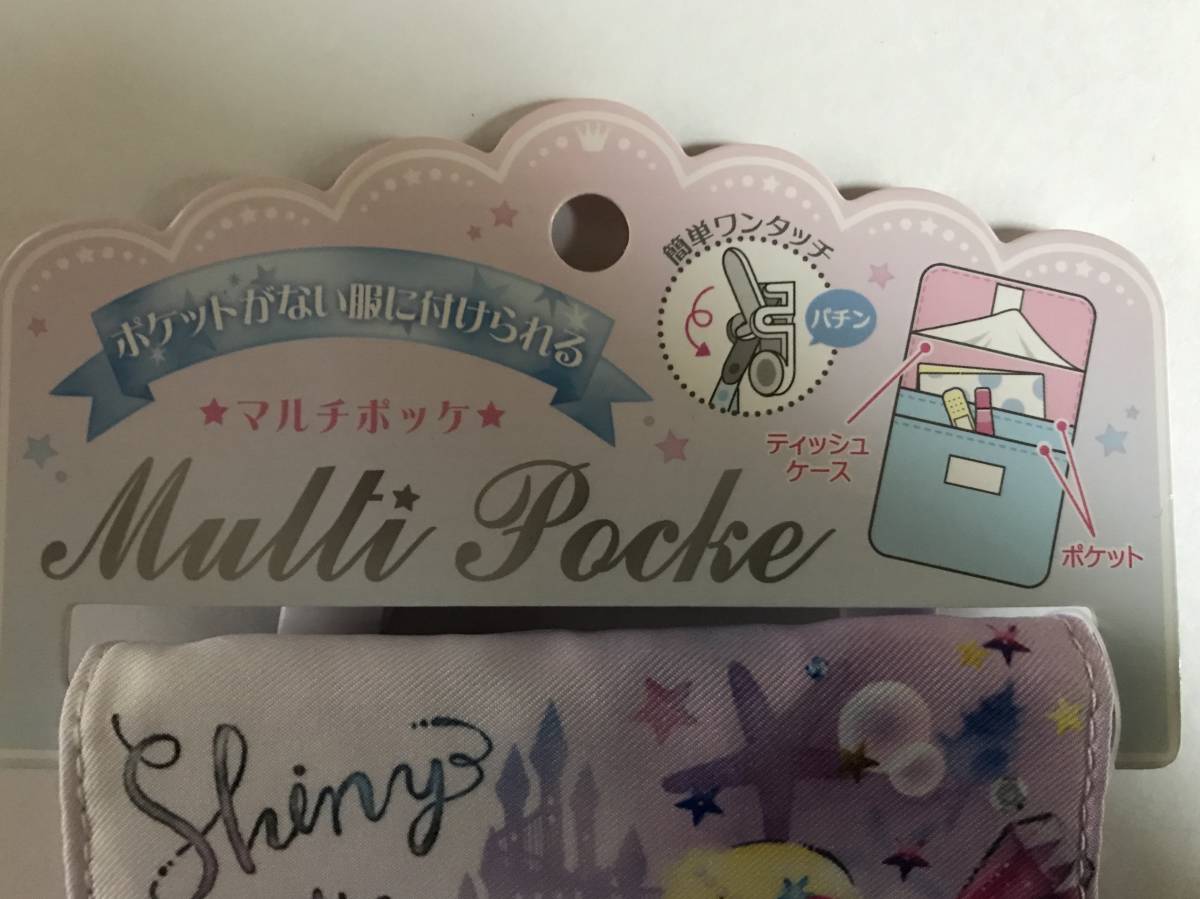 ポケットがない服に付けられる
★マルチポッケ★
Multi Pocke
簡単ワンタッチ
パチン
ティッシュ
ケース
ポケット
Shiny